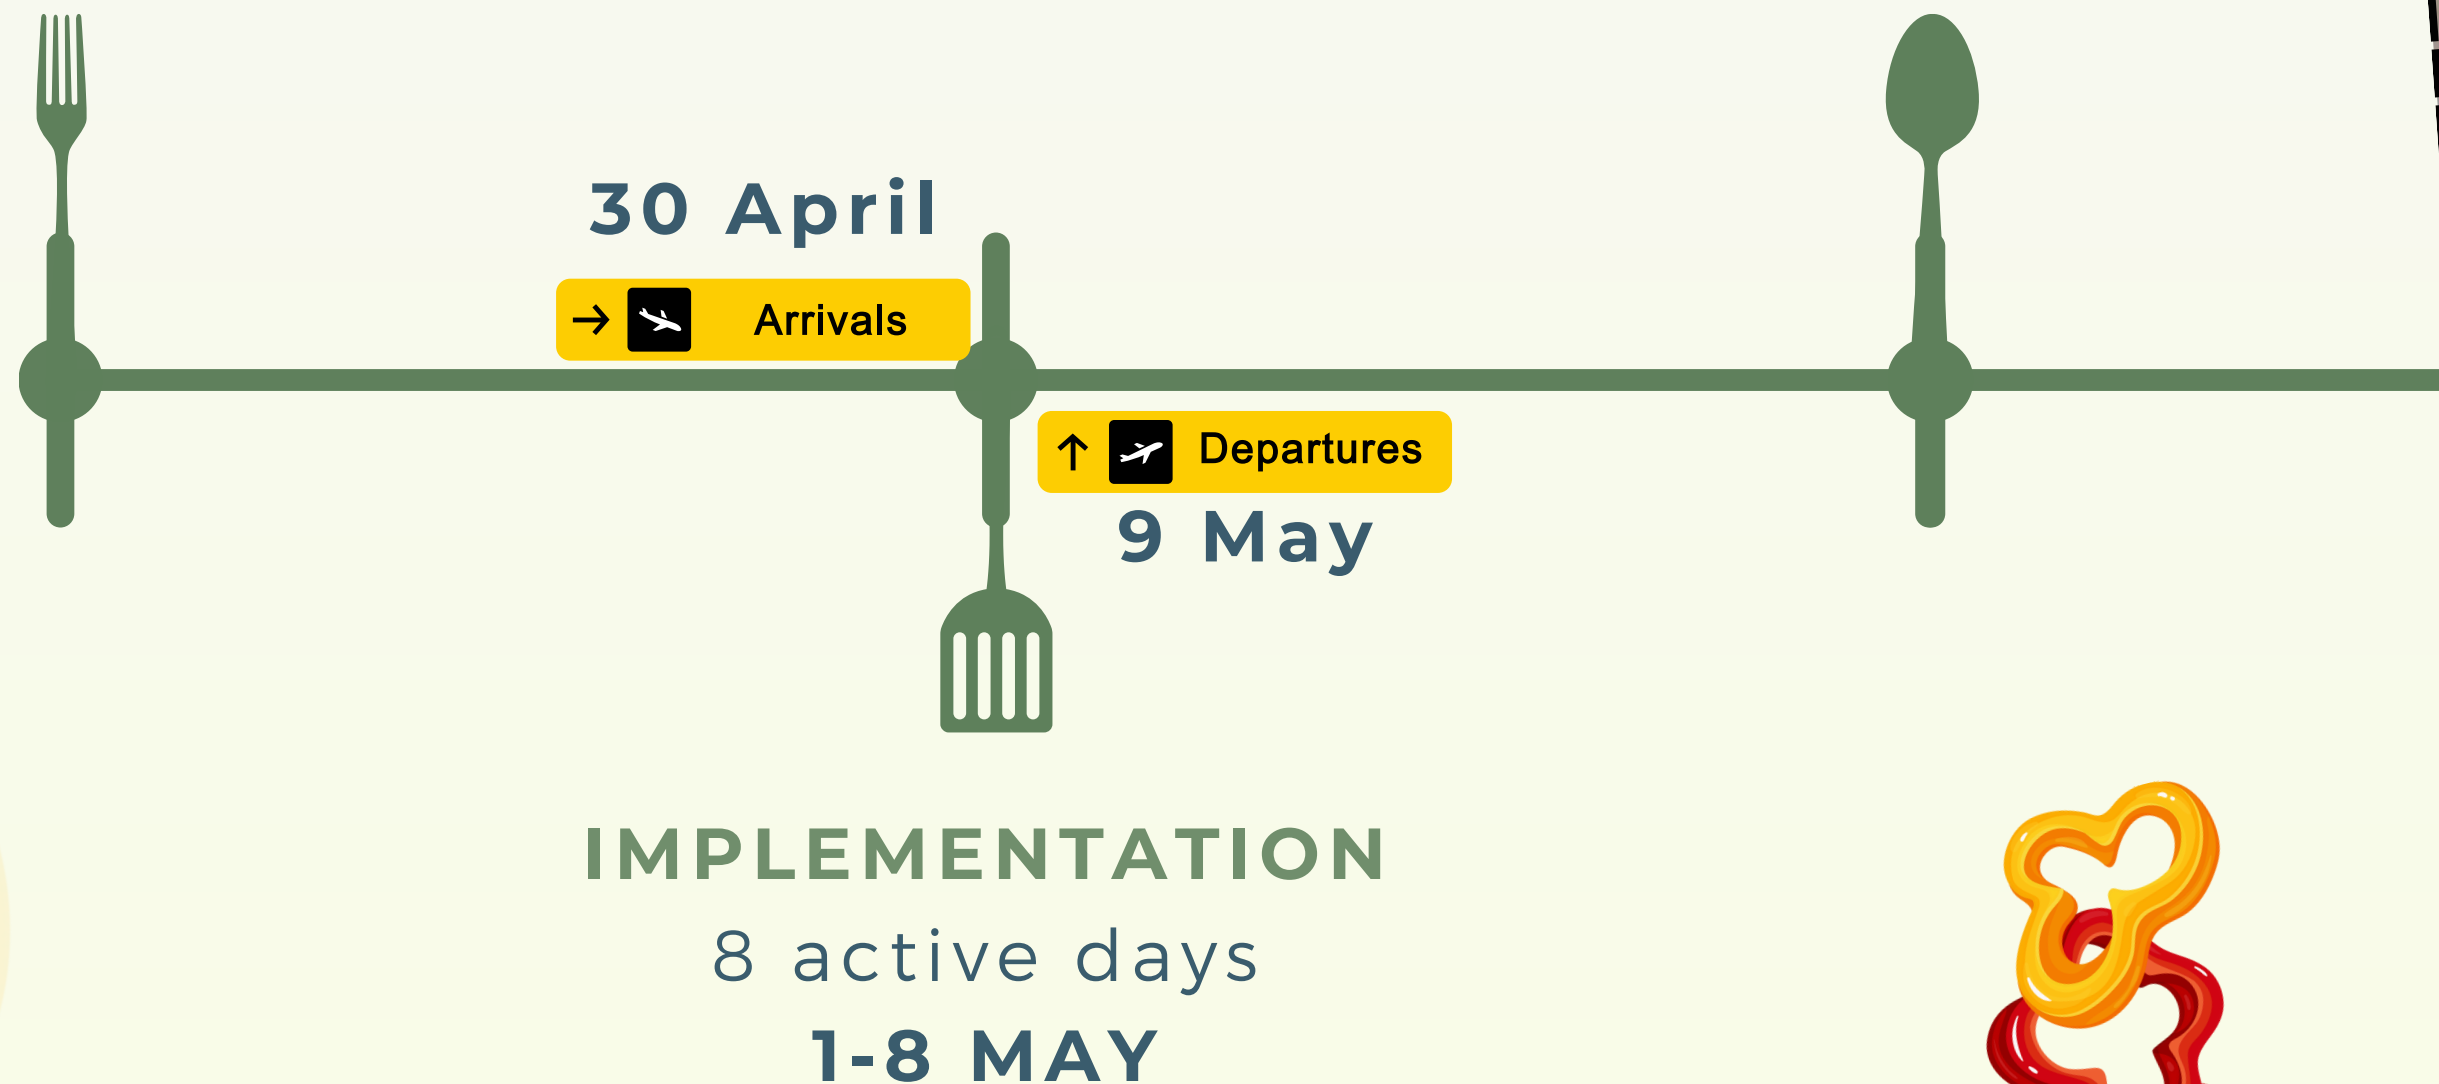 30 April
Arrivals
Departures
9 May
IMPLEMENTATION
8 active days
1-8 MAY